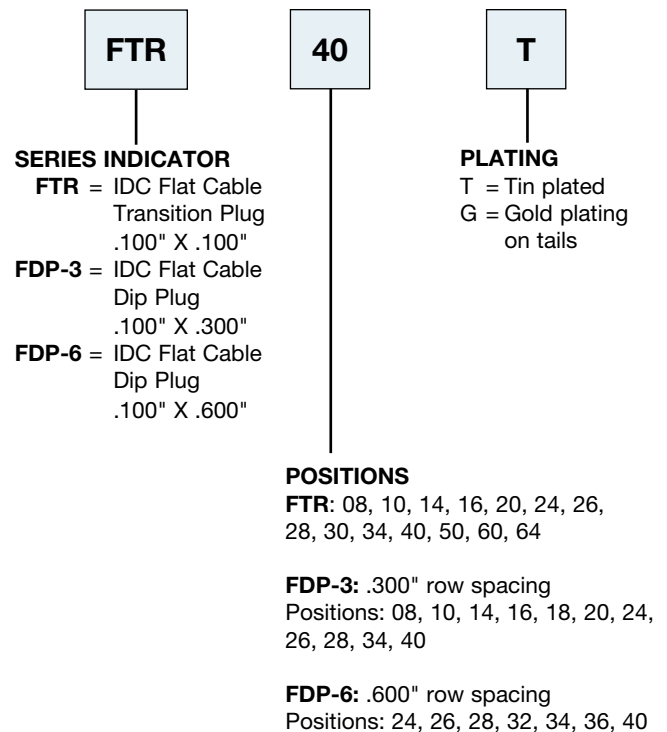 FTR 40 T
SERIES INDICATOR
FTR = IDC Flat Cable
Transition Plug
.100" X .100"
FDP-3 = IDC Flat Cable
Dip Plug
.100" X .300"
FDP-6 = IDC Flat Cable
Dip Plug
.100" X .600"
PLATING
T = Tin plated
G = Gold plating
on tails
POSITIONS
FTR: 08, 10, 14, 16, 20, 24, 26,
28, 30, 34, 40, 50, 60, 64
FDP-3: .300" row spacing
Positions: 08, 10, 14, 16, 18, 20, 24,
26, 28, 34, 40
FDP-6: .600" row spacing
Positions: 24, 26, 28, 32, 34, 36, 40